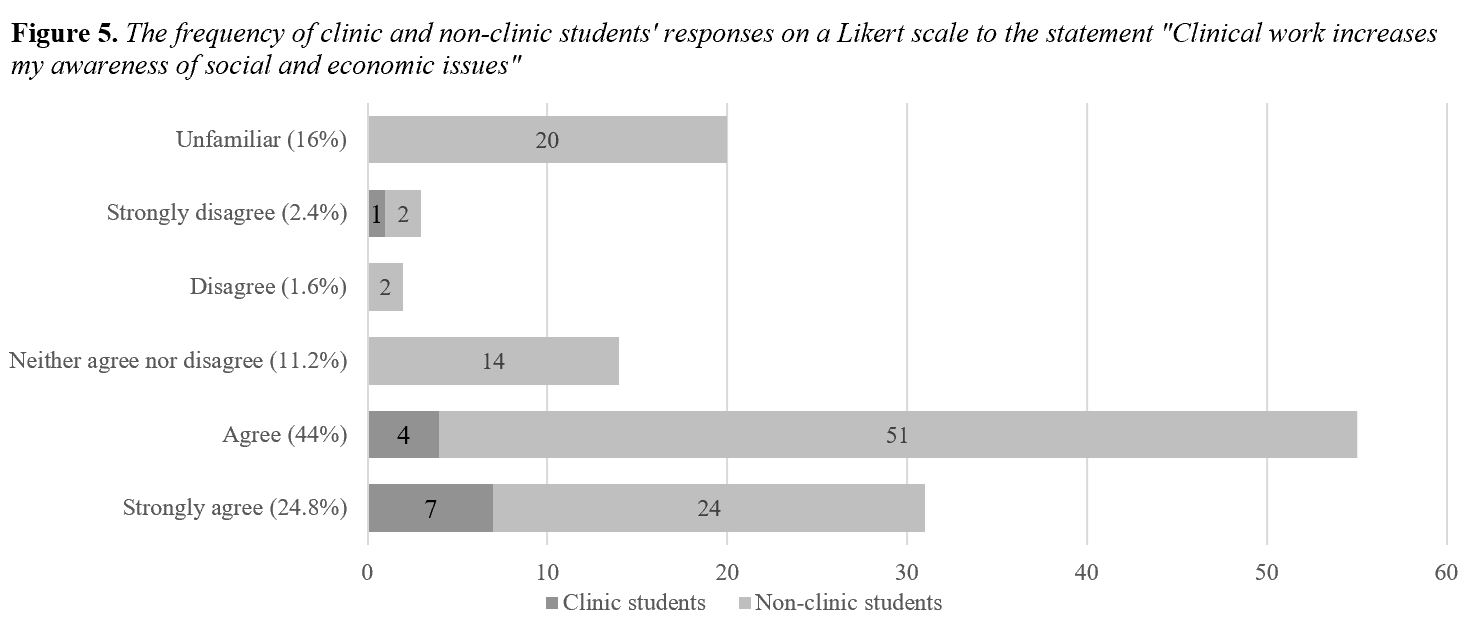 Figure 5. The frequency of clinic and non-clinic students' responses on a Likert scale to the statement "Clinical work increases
my awareness of social and economic issues"
Unfamiliar (16%)
20
Strongly disagree (2.4%)
1 2
Disagree (1.6%)
2
Neither agree nor disagree (11.2%)
14
Agree (44%)
4 51
Strongly agree (24.8%)
7 24
0 10 20 30 40 50 60
Clinic students Non-clinic students